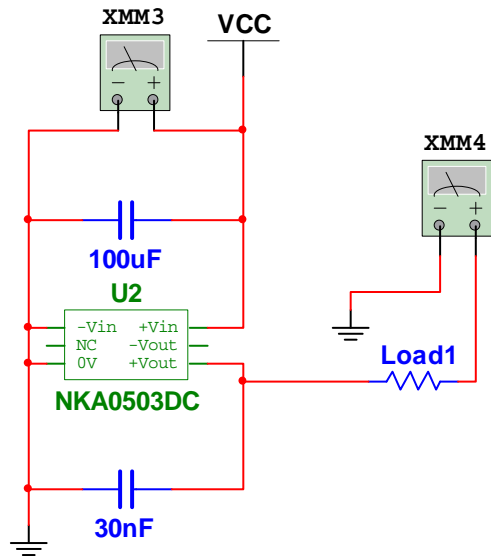 XMM3
VCC
- +
XMM4
- +
100uF
U2
-Vin +Vin
NC -Vout
0V +Vout
NKA0503DC
Load1
30nF